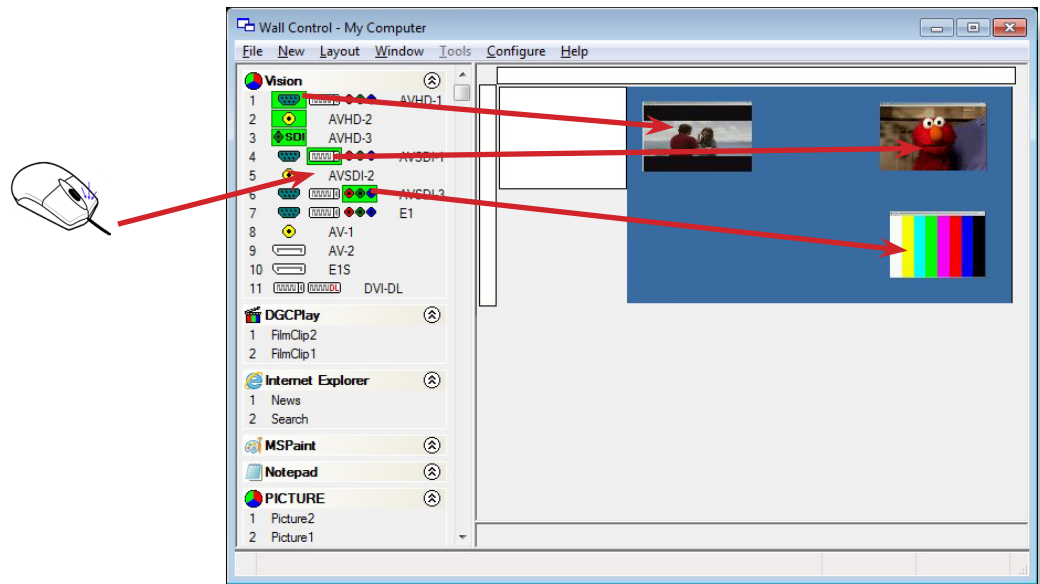 Wall Control - My Computer
File New Layout Window Tools Configure Help
Vision
1 AVHD-1
2 AVHD-2
3 SDI AVHD-3
4 AVSDI-1
5 AVSDI-2
6 AVSDI-3
7 E1
8 AV-1
9 AV-2
10 E1S
11 DL DVI-DL
DGCPlay
1 FilmClip2
2 FilmClip1
Internet Explorer
1 News
2 Search
MSPaint
Notepad
PICTURE
1 Picture2
2 Picture1